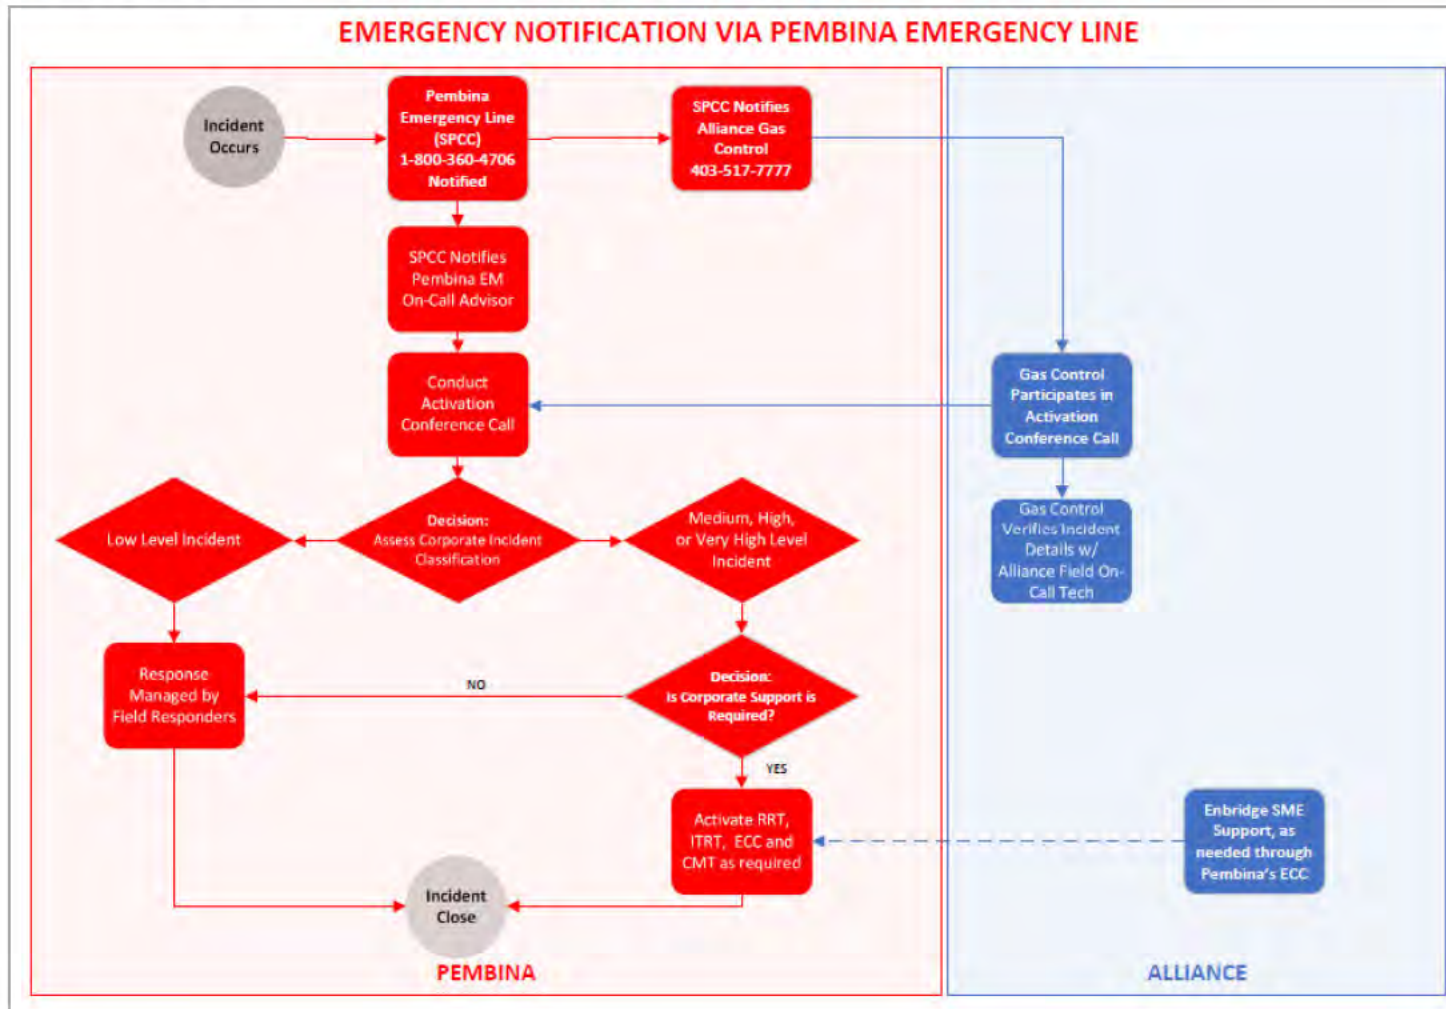 EMERGENCY NOTIFICATION VIA PEMBINA EMERGENCY LINE
Incident
Occurs
Pembina
Emergency Line
(SPCC)
1-800-360-4706
Notified
SPCC Notifies
Alliance Gas
Control
403-517-7777
SPCC Notifies
Pembina EM
On-Call Advisor
Conduct
Activation
Conference Call
Gas Control
Participates in
Activation
Conference Call
Low Level Incident
Decision:
Assess Corporate Incident
Classification
Medium, High,
or Very High Level
Incident
Gas Control
Verifies Incident
Details w/
Alliance Field On-
Call Tech
Response
Managed by
Field Responders
NO
Decision:
Is Corporate Support is
Required?
YES
Activate RRT,
ITRT, ECC and
CMT as required
Enbridge SME
Support, as
needed through
Pembina's ECC
Incident
Close
PEMBINA
ALLIANCE